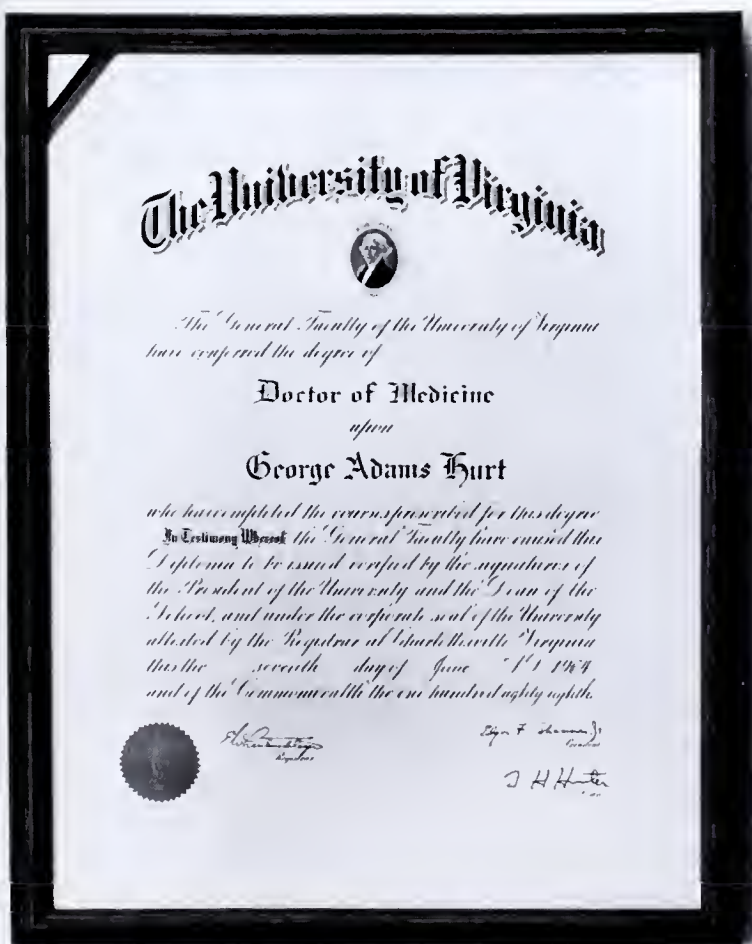 The University of Virginia
The General Faculty of the University of Virginia
have conferred the degree of
Doctor of Medicine
upon
George Adams Hurt
who has completed the courses prescribed for this degree
In Testimony Whereof the General Faculty have caused this
Diploma to be issued verified by the signatures of
the President of the University and the Dean of the
School, and under the corporate seal of the University
attested by the Registrar at Charlottesville Virginia
this the seventh day of June 1964
and of the Commonwealth the one hundred eighty eighth.
Edgar F Shannon Jr
President
Registrar
T H Hunter